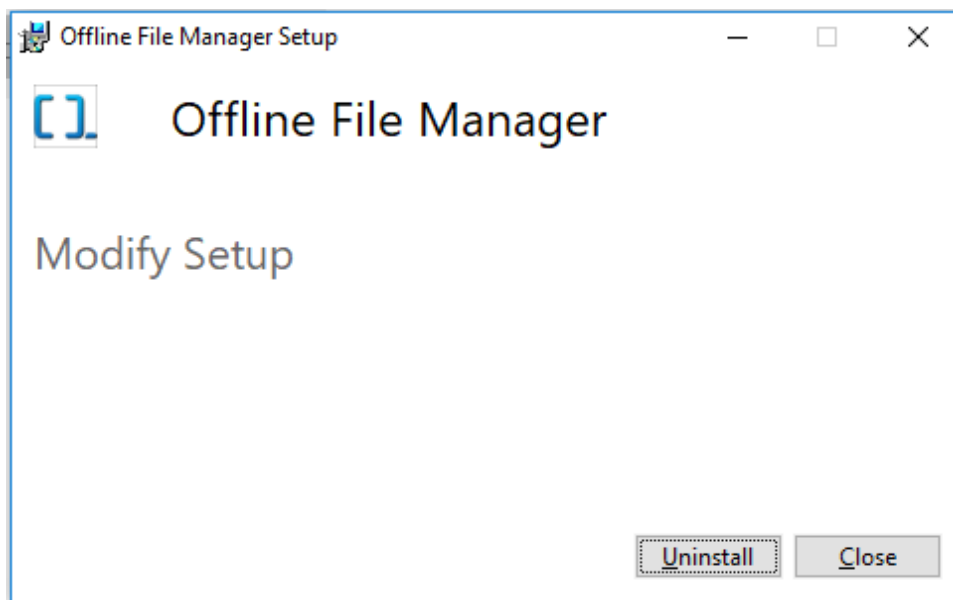 Offline File Manager Setup
Offline File Manager
Modify Setup
Uninstall
Close